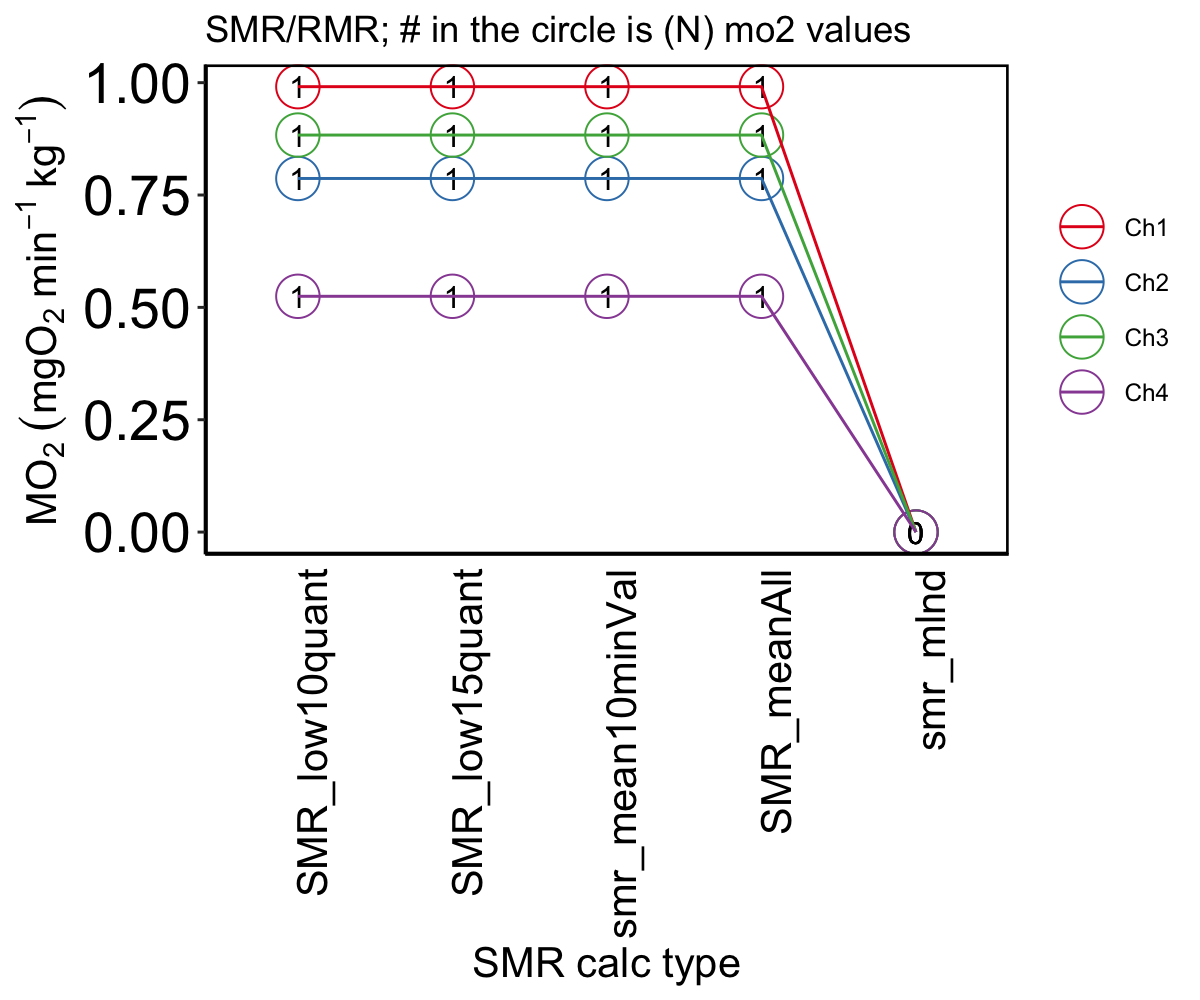 SMR/RMR; # in the circle is (N) mo2 values
MO₂ (mgO₂ min⁻¹ kg⁻¹)
1.00
0.75
0.50
0.25
0.00
1 1 1 1
1 1 1 1
1 1 1 1
1 1 1 1
0
Ch1
Ch2
Ch3
Ch4
SMR_low10quant
SMR_low15quant
smr_mean10minVal
SMR_meanAll
smr_mlnd
SMR calc type